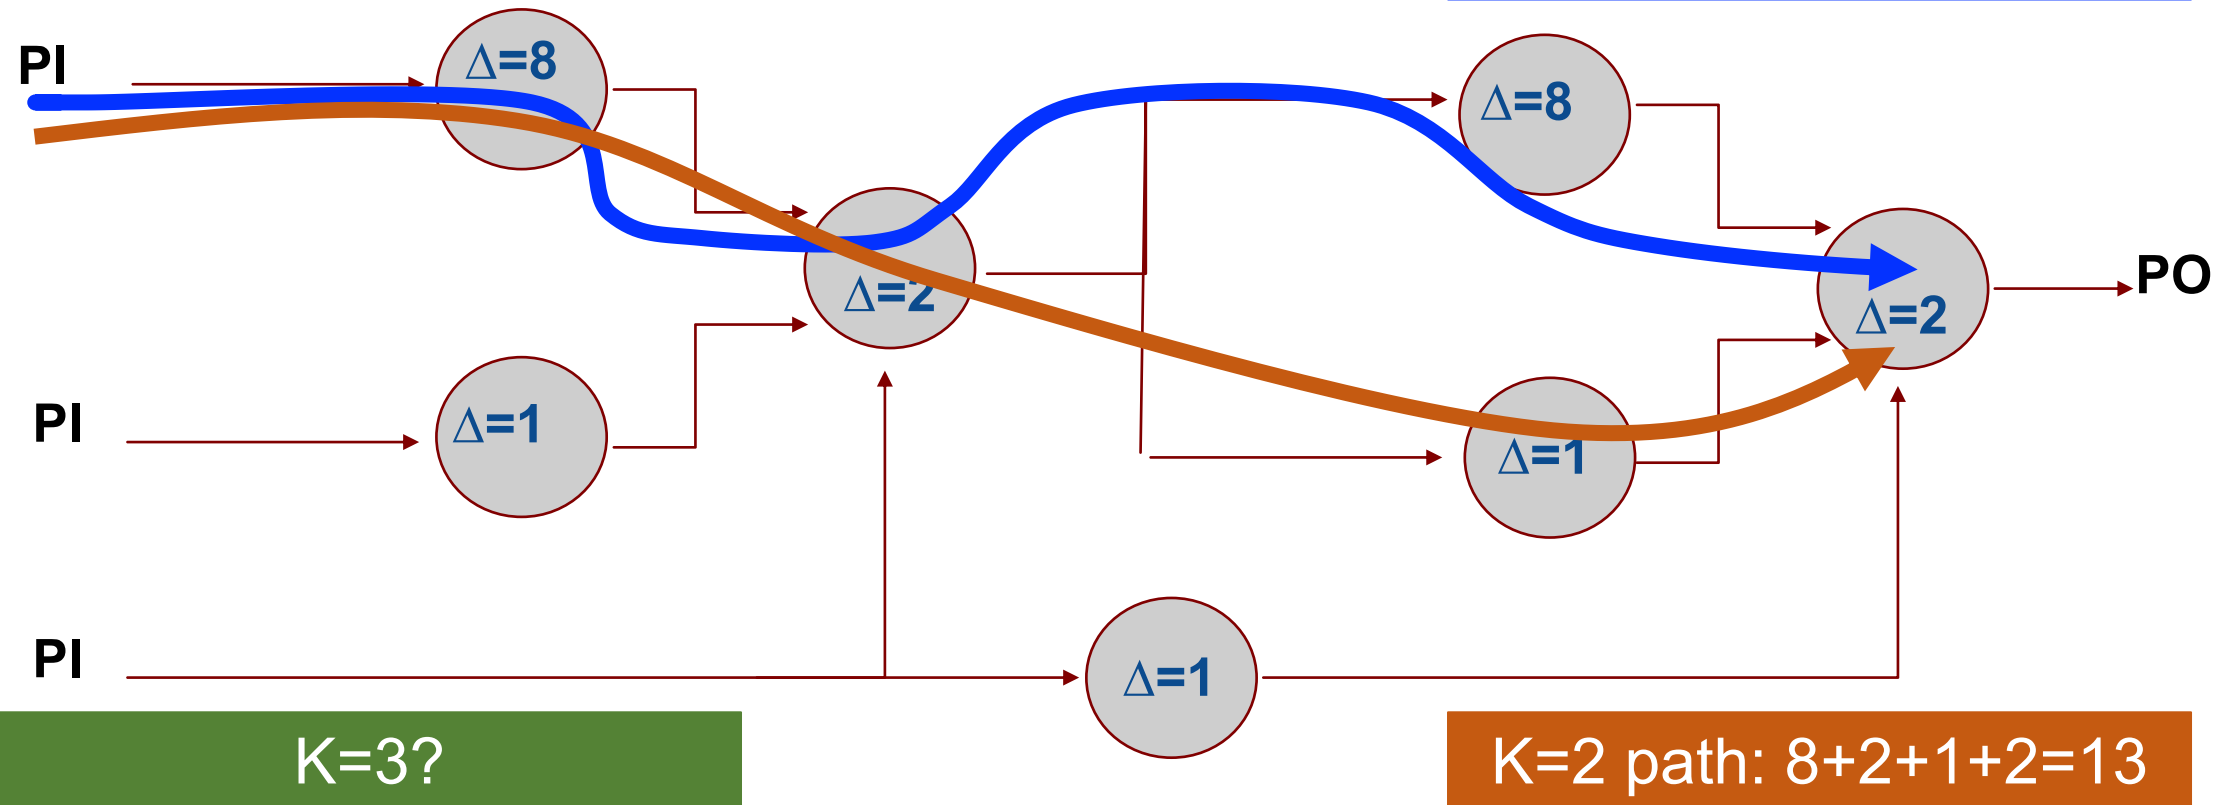 PI
∆=8
∆=8
∆=2
PO
∆=2
PI
∆=1
∆=1
PI
∆=1
K=3?
K=2 path: 8+2+1+2=13